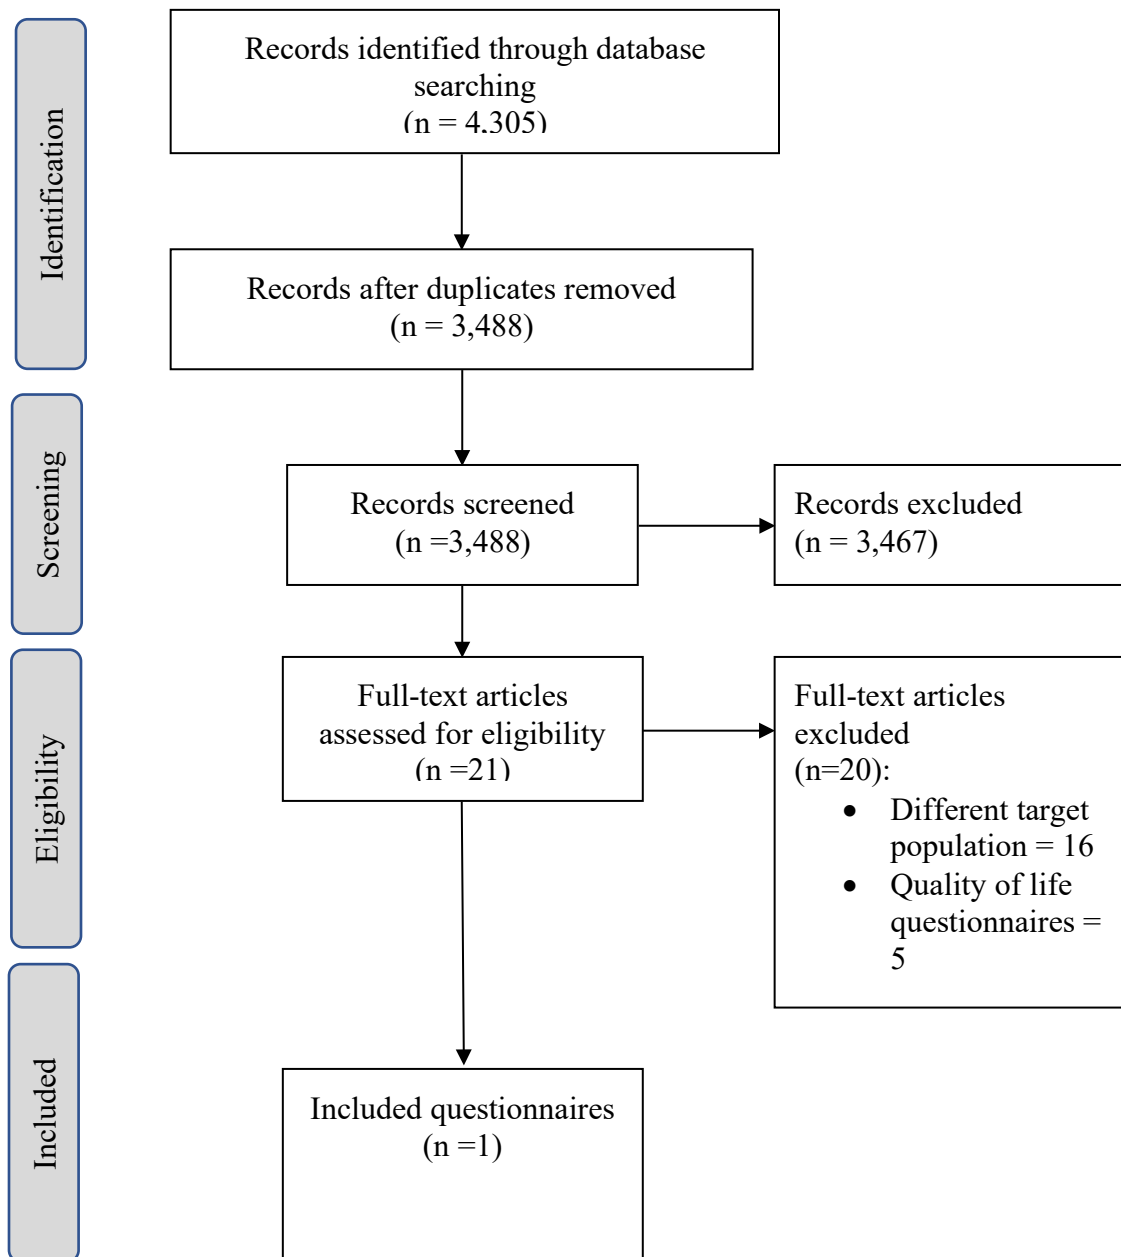 Identification
Records identified through database
searching
(n = 4,305)
Records after duplicates removed
(n = 3,488)
Screening
Records screened
(n =3,488)
Records excluded
(n = 3,467)
Eligibility
Full-text articles
assessed for eligibility
(n =21)
Full-text articles
excluded
(n=20):
• Different target
population = 16
• Quality of life
questionnaires =
5
Included
Included questionnaires
(n =1)